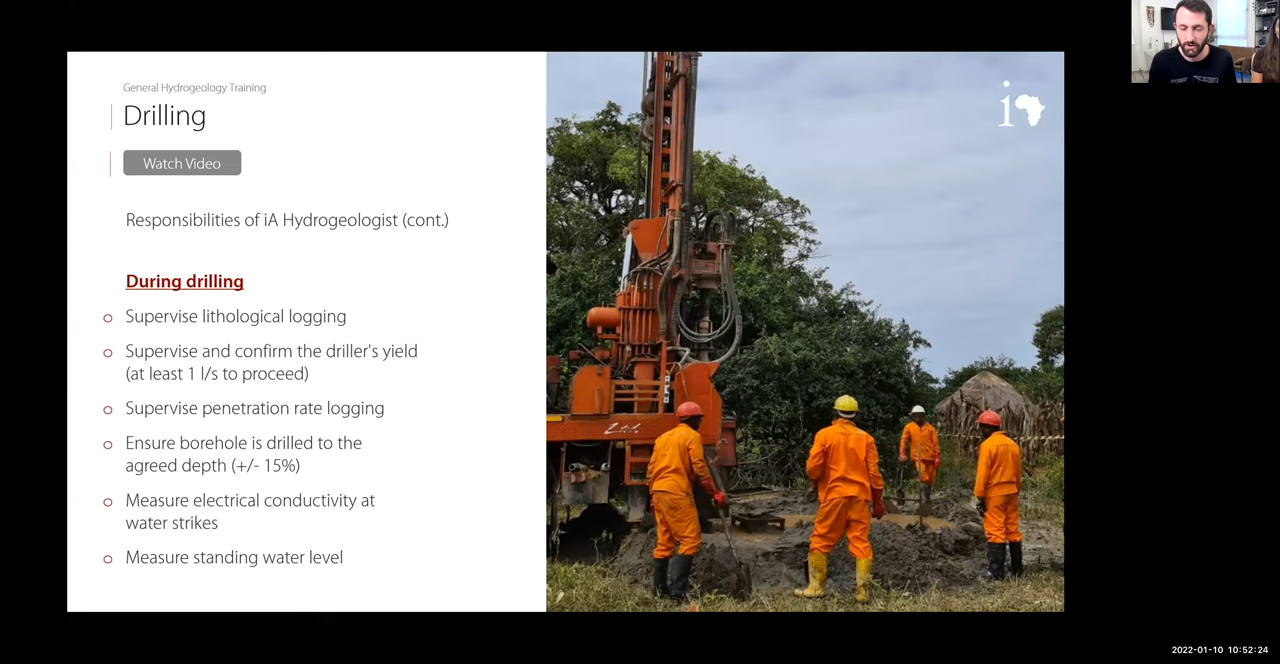 General Hydrogeology Training
Drilling
Watch Video
Responsibilities of iA Hydrogeologist (cont.)
During drilling
o Supervise lithological logging
o Supervise and confirm the driller's yield
(at least 1 l/s to proceed)
o Supervise penetration rate logging
o Ensure borehole is drilled to the
agreed depth (+/- 15%)
o Measure electrical conductivity at
water strikes
o Measure standing water level
i
Ltd.
2022-01-10 10:52:24